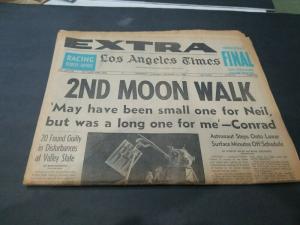 EXTRA
RACING
Los Angeles Times
FINAL
2ND MOON WALK
'May have been small one for Neil,
but was a long one for me'—Conrad
20 Found Guilty
in Disturbances
at Valley State
Astronaut Steps Onto Lunar
Surface Minutes Off Schedule